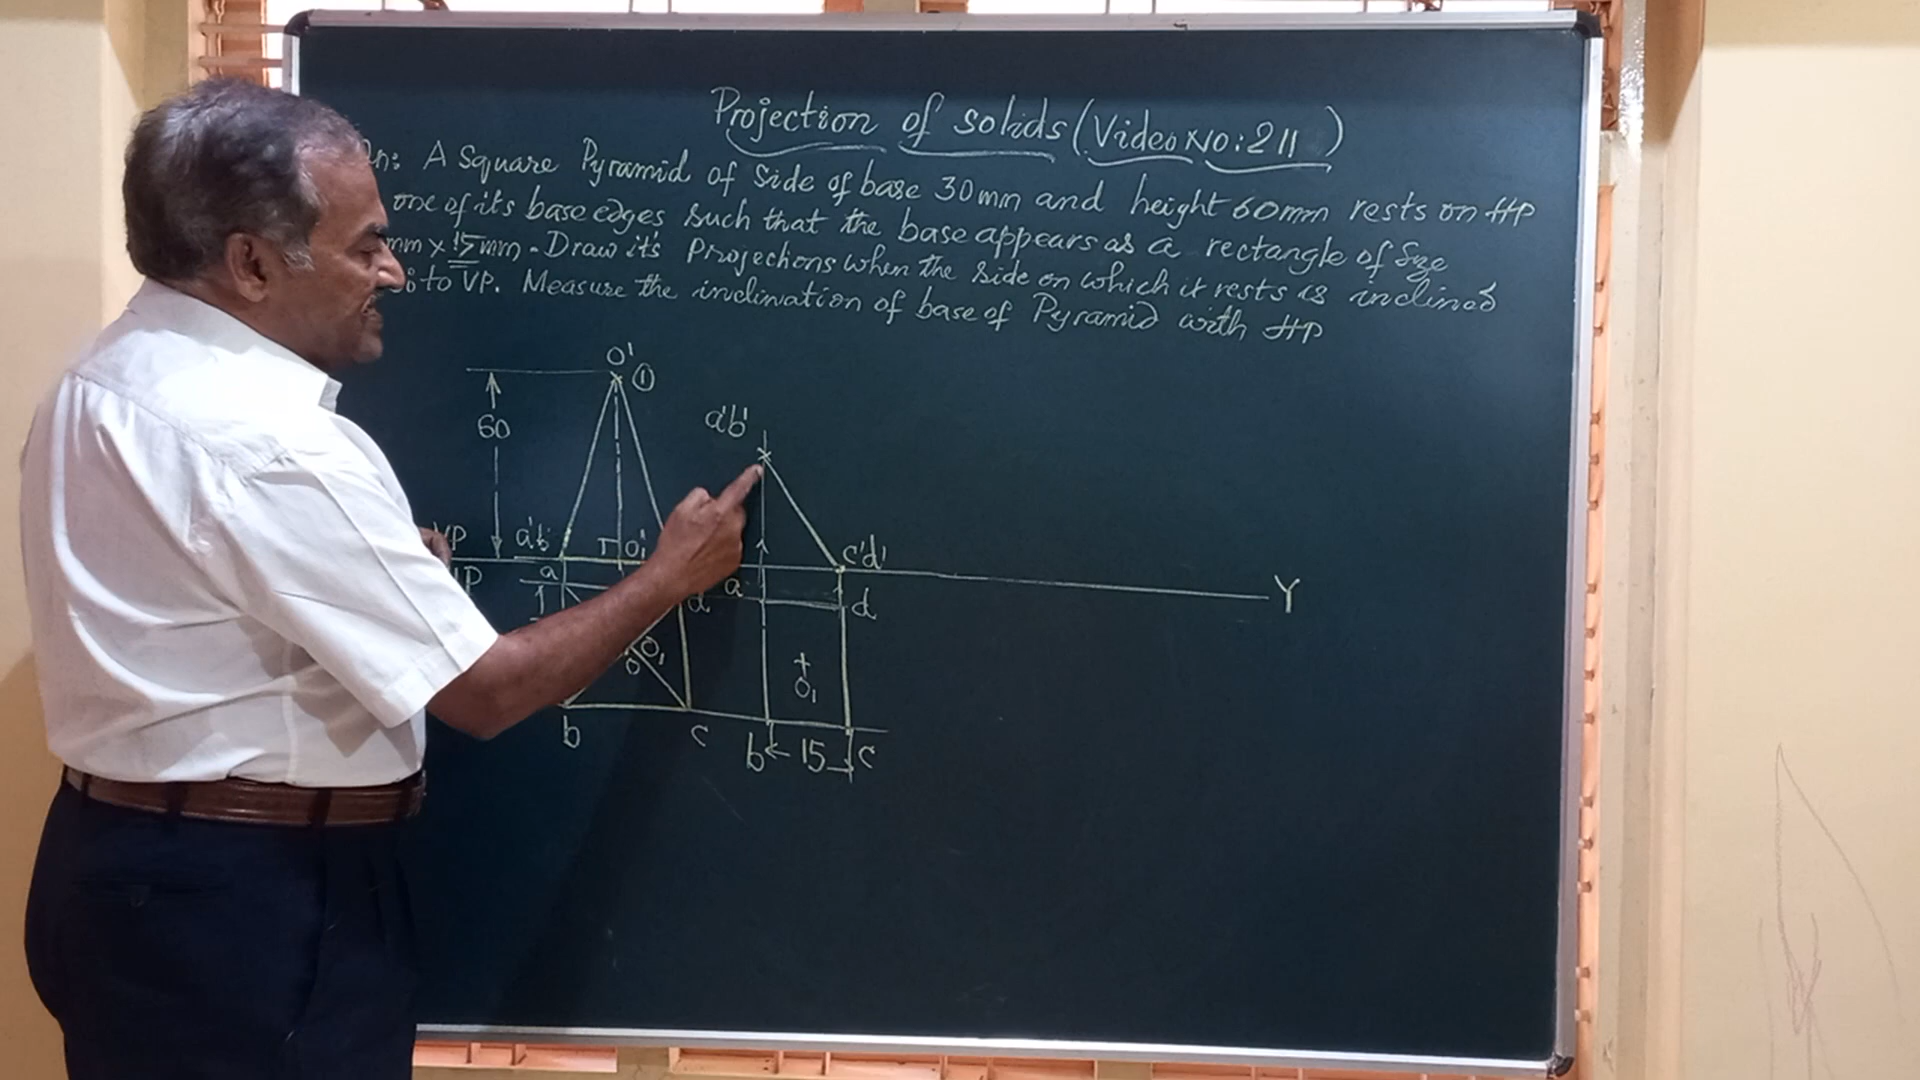 Projection of solids (Video No: 211)
Qn: A Square Pyramid of Side of base 30mm and height 60mm rests on HP
one of its base edges such that the base appears as a rectangle of Size
mm x 15mm. Draw its Projections when the side on which it rests is inclined
to VP. Measure the inclination of base of Pyramid with HP
O' 1
60
a'b'
VP a'b' O1' c'd'
HP a d a d Y
O O1 O1
b c b 15 c